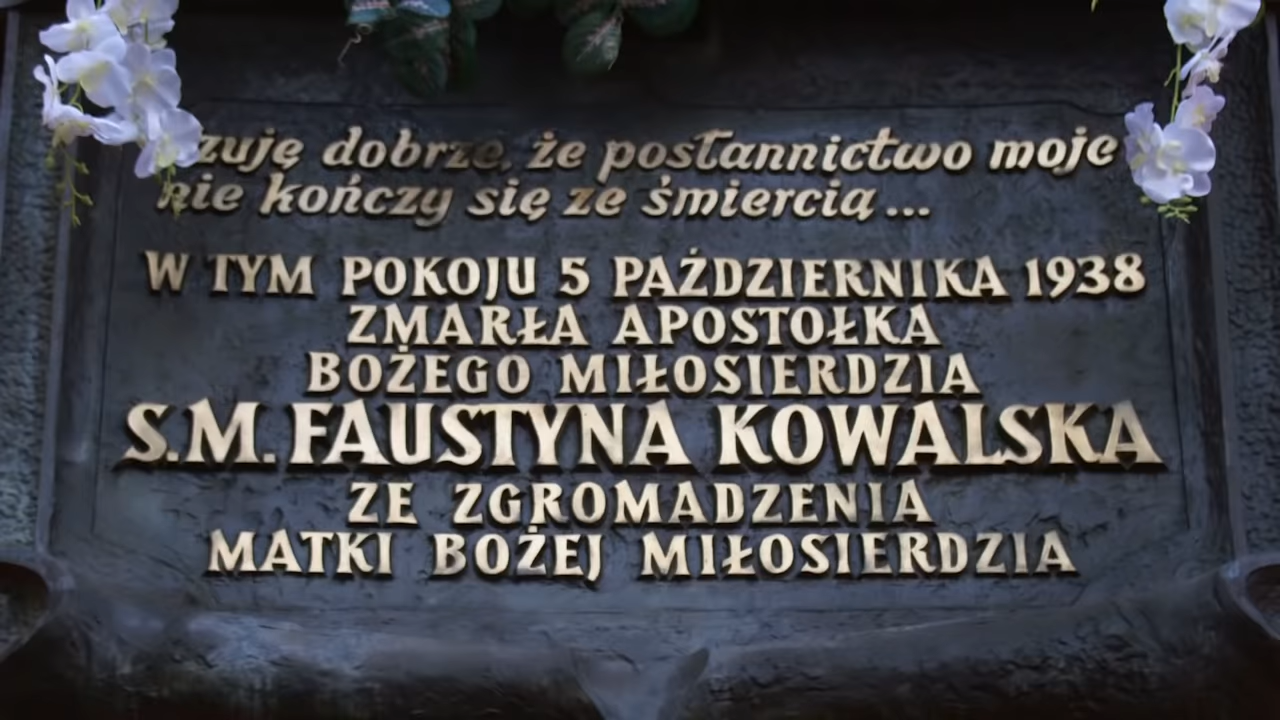 zuję dobrze, że posłannictwo moje
nie kończy się ze śmiercią...
W TYM POKOJU 5 PAŹDZIERNIKA 1938
ZMARŁA APOSTOŁKA
BOŻEGO MIŁOSIERDZIA
S.M. FAUSTYNA KOWALSKA
ZE ZGROMADZENIA
MATKI BOŻEJ MIŁOSIERDZIA